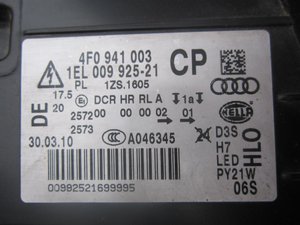 4F0 941 003 CP
1EL 009 925-21
PL 1ZS.1605
17.5 DCR HR RL A 1a
DE 20 HELLA
2572 00 00 00 02 01
2573 24 D3S
30.03.10 CCC A046345 H7
LED HLO
PY21W
00992521699995 06S